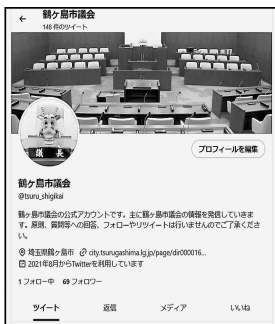 ←
鶴ヶ島市議会
148 件のツイート
議 長
プロフィールを編集
鶴ヶ島市議会
@tsuru_shigikai
鶴ヶ島市議会の公式アカウントです。主に鶴ヶ島市議会の情報を発信していきま
す。原則、質問等への回答、フォローやリツイートは行いませんのでご了承くださ
い。
埼玉県鶴ヶ島市 city.tsurugashima.lg.jp/page/dir000016...
2021年8月からTwitterを利用しています
1 フォロー中 69 フォロワー
ツイート 返信 メディア いいね